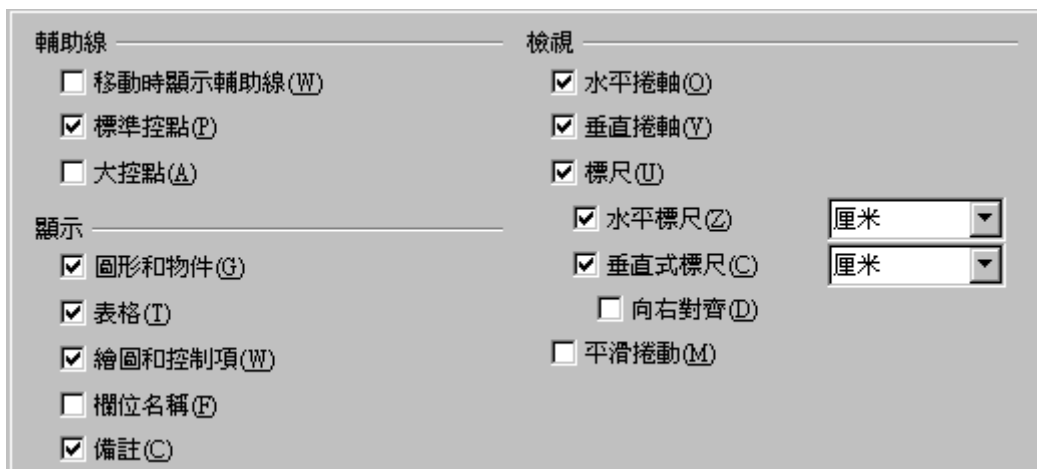 輔助線
移動時顯示輔助線(W)
標準控點(P)
大控點(A)
顯示
圖形和物件(G)
表格(T)
繪圖和控制項(W)
欄位名稱(F)
備註(C)
檢視
水平捲軸(O)
垂直捲軸(V)
標尺(U)
水平標尺(Z) 厘米
垂直式標尺(C) 厘米
向右對齊(D)
平滑捲動(M)